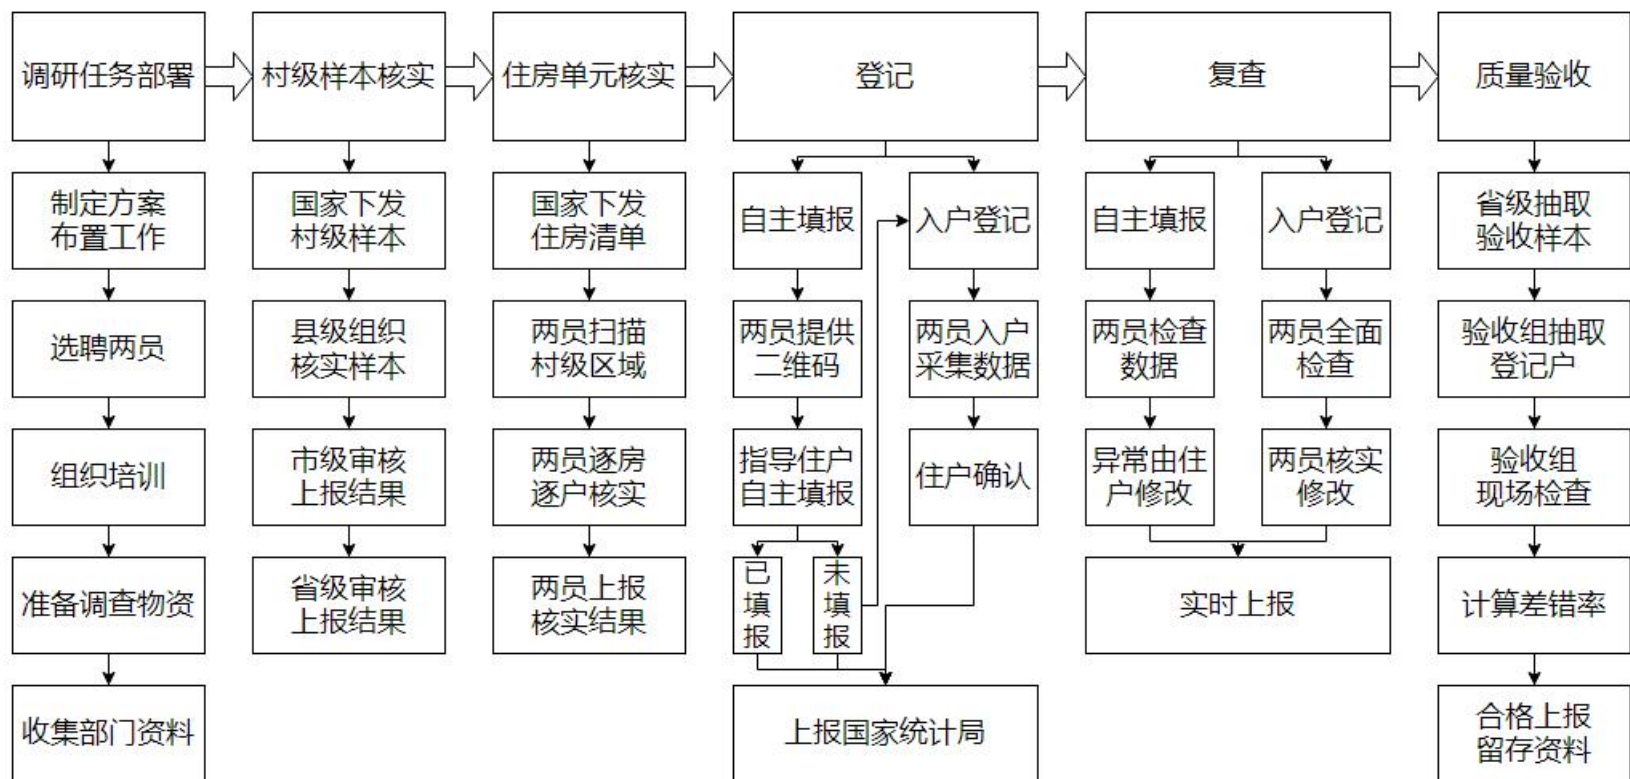 调研任务部署
村级样本核实
住房单元核实
登记
复查
质量验收
制定方案
布置工作
选聘两员
组织培训
准备调查物资
收集部门资料
国家下发
村级样本
县级组织
核实样本
市级审核
上报结果
省级审核
上报结果
国家下发
住房清单
两员扫描
村级区域
两员逐房
逐户核实
两员上报
核实结果
自主填报
两员提供
二维码
指导住户
自主填报
已
填
报
未
填
报
入户登记
两员入户
采集数据
住户确认
上报国家统计局
自主填报
两员检查
数据
异常由住
户修改
入户登记
两员全面
检查
两员核实
修改
实时上报
省级抽取
验收样本
验收组抽取
登记户
验收组
现场检查
计算差错率
合格上报
留存资料